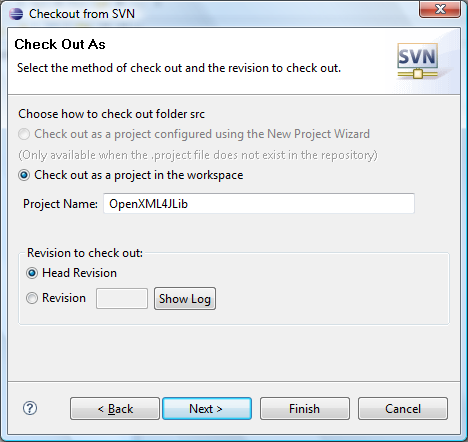 Checkout from SVN
Check Out As
Select the method of check out and the revision to check out.
SVN
Choose how to check out folder src
Check out as a project configured using the New Project Wizard
(Only available when the .project file does not exist in the repository)
Check out as a project in the workspace
Project Name: OpenXML4JLib
Revision to check out:
Head Revision
Revision Show Log
? < Back Next > Finish Cancel